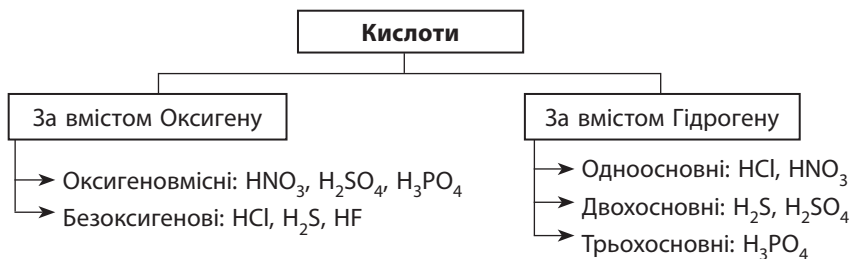 Кислоти
За вмістом Оксигену
Оксигеновмісні: HNO₃, H₂SO₄, H₃PO₄
Безоксигенові: HCl, H₂S, HF
За вмістом Гідрогену
Одноосновні: HCl, HNO₃
Двохосновні: H₂S, H₂SO₄
Трьохосновні: H₃PO₄